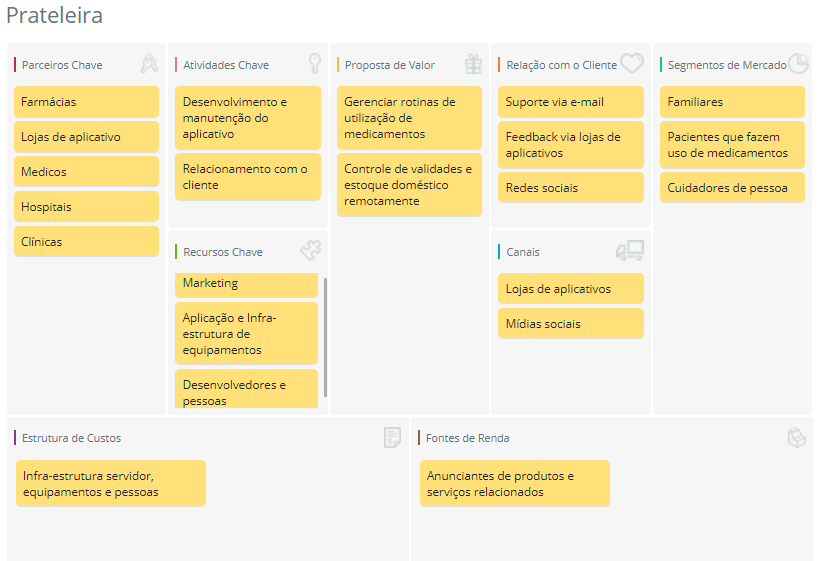 Prateleira
Parceiros Chave
Farmácias
Lojas de aplicativo
Medicos
Hospitais
Clínicas
Atividades Chave
Desenvolvimento e
manutenção do
aplicativo
Relacionamento com o
cliente
Recursos Chave
Marketing
Aplicação e Infra-
estrutura de
equipamentos
Desenvolvedores e
pessoas
Proposta de Valor
Gerenciar rotinas de
utilização de
medicamentos
Controle de validades e
estoque doméstico
remotamente
Relação com o Cliente
Suporte via e-mail
Feedback via lojas de
aplicativos
Redes sociais
Canais
Lojas de aplicativos
Mídias sociais
Segmentos de Mercado
Familiares
Pacientes que fazem
uso de medicamentos
Cuidadores de pessoa
Estrutura de Custos
Infra-estrutura servidor,
equipamentos e pessoas
Fontes de Renda
Anunciantes de produtos e
serviços relacionados